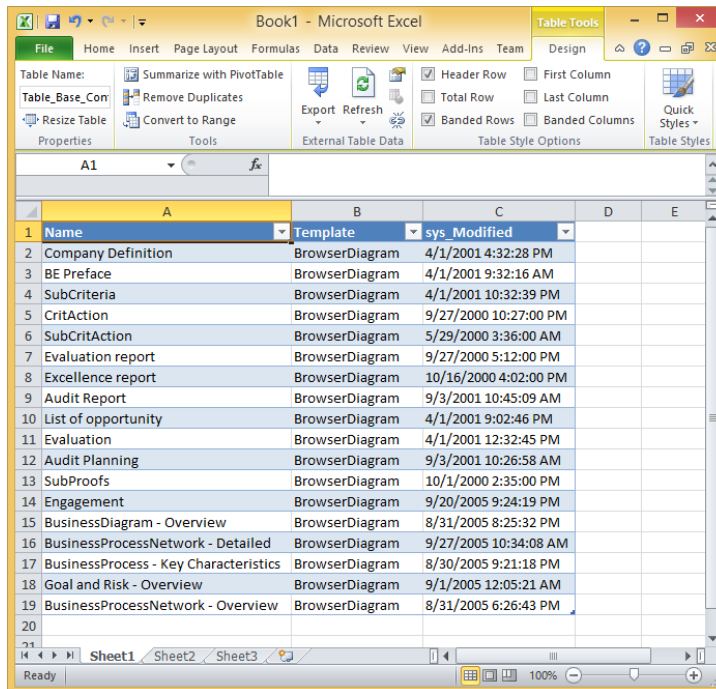 Book1 - Microsoft Excel
Table Tools
File Home Insert Page Layout Formulas Data Review View Add-Ins Team Design
Table Name: Summarize with PivotTable Header Row First Column
Table_Base_Con Remove Duplicates Export Refresh Total Row Last Column Quick Styles
Resize Table Convert to Range Banded Rows Banded Columns
Properties Tools External Table Data Table Style Options Table Styles
A1 fx
A B C D E
1 Name Template sys_Modified
2 Company Definition BrowserDiagram 4/1/2001 4:32:28 PM
3 BE Preface BrowserDiagram 4/1/2001 9:32:16 AM
4 SubCriteria BrowserDiagram 4/1/2001 10:32:39 PM
5 CritAction BrowserDiagram 9/27/2000 10:27:00 PM
6 SubCritAction BrowserDiagram 5/29/2000 3:36:00 AM
7 Evaluation report BrowserDiagram 9/27/2000 5:12:00 PM
8 Excellence report BrowserDiagram 10/16/2000 4:02:00 PM
9 Audit Report BrowserDiagram 9/3/2001 10:45:09 AM
10 List of opportunity BrowserDiagram 4/1/2001 9:02:46 PM
11 Evaluation BrowserDiagram 4/1/2001 12:32:45 PM
12 Audit Planning BrowserDiagram 9/3/2001 10:26:58 AM
13 SubProofs BrowserDiagram 10/1/2000 2:35:00 PM
14 Engagement BrowserDiagram 9/20/2005 9:24:19 PM
15 BusinessDiagram - Overview BrowserDiagram 8/31/2005 8:25:32 PM
16 BusinessProcessNetwork - Detailed BrowserDiagram 9/27/2005 10:34:08 AM
17 BusinessProcess - Key Characteristics BrowserDiagram 8/30/2005 9:21:18 PM
18 Goal and Risk - Overview BrowserDiagram 9/1/2005 12:05:21 AM
19 BusinessProcessNetwork - Overview BrowserDiagram 8/31/2005 6:26:43 PM
20
21
Sheet1 Sheet2 Sheet3
Ready 100%